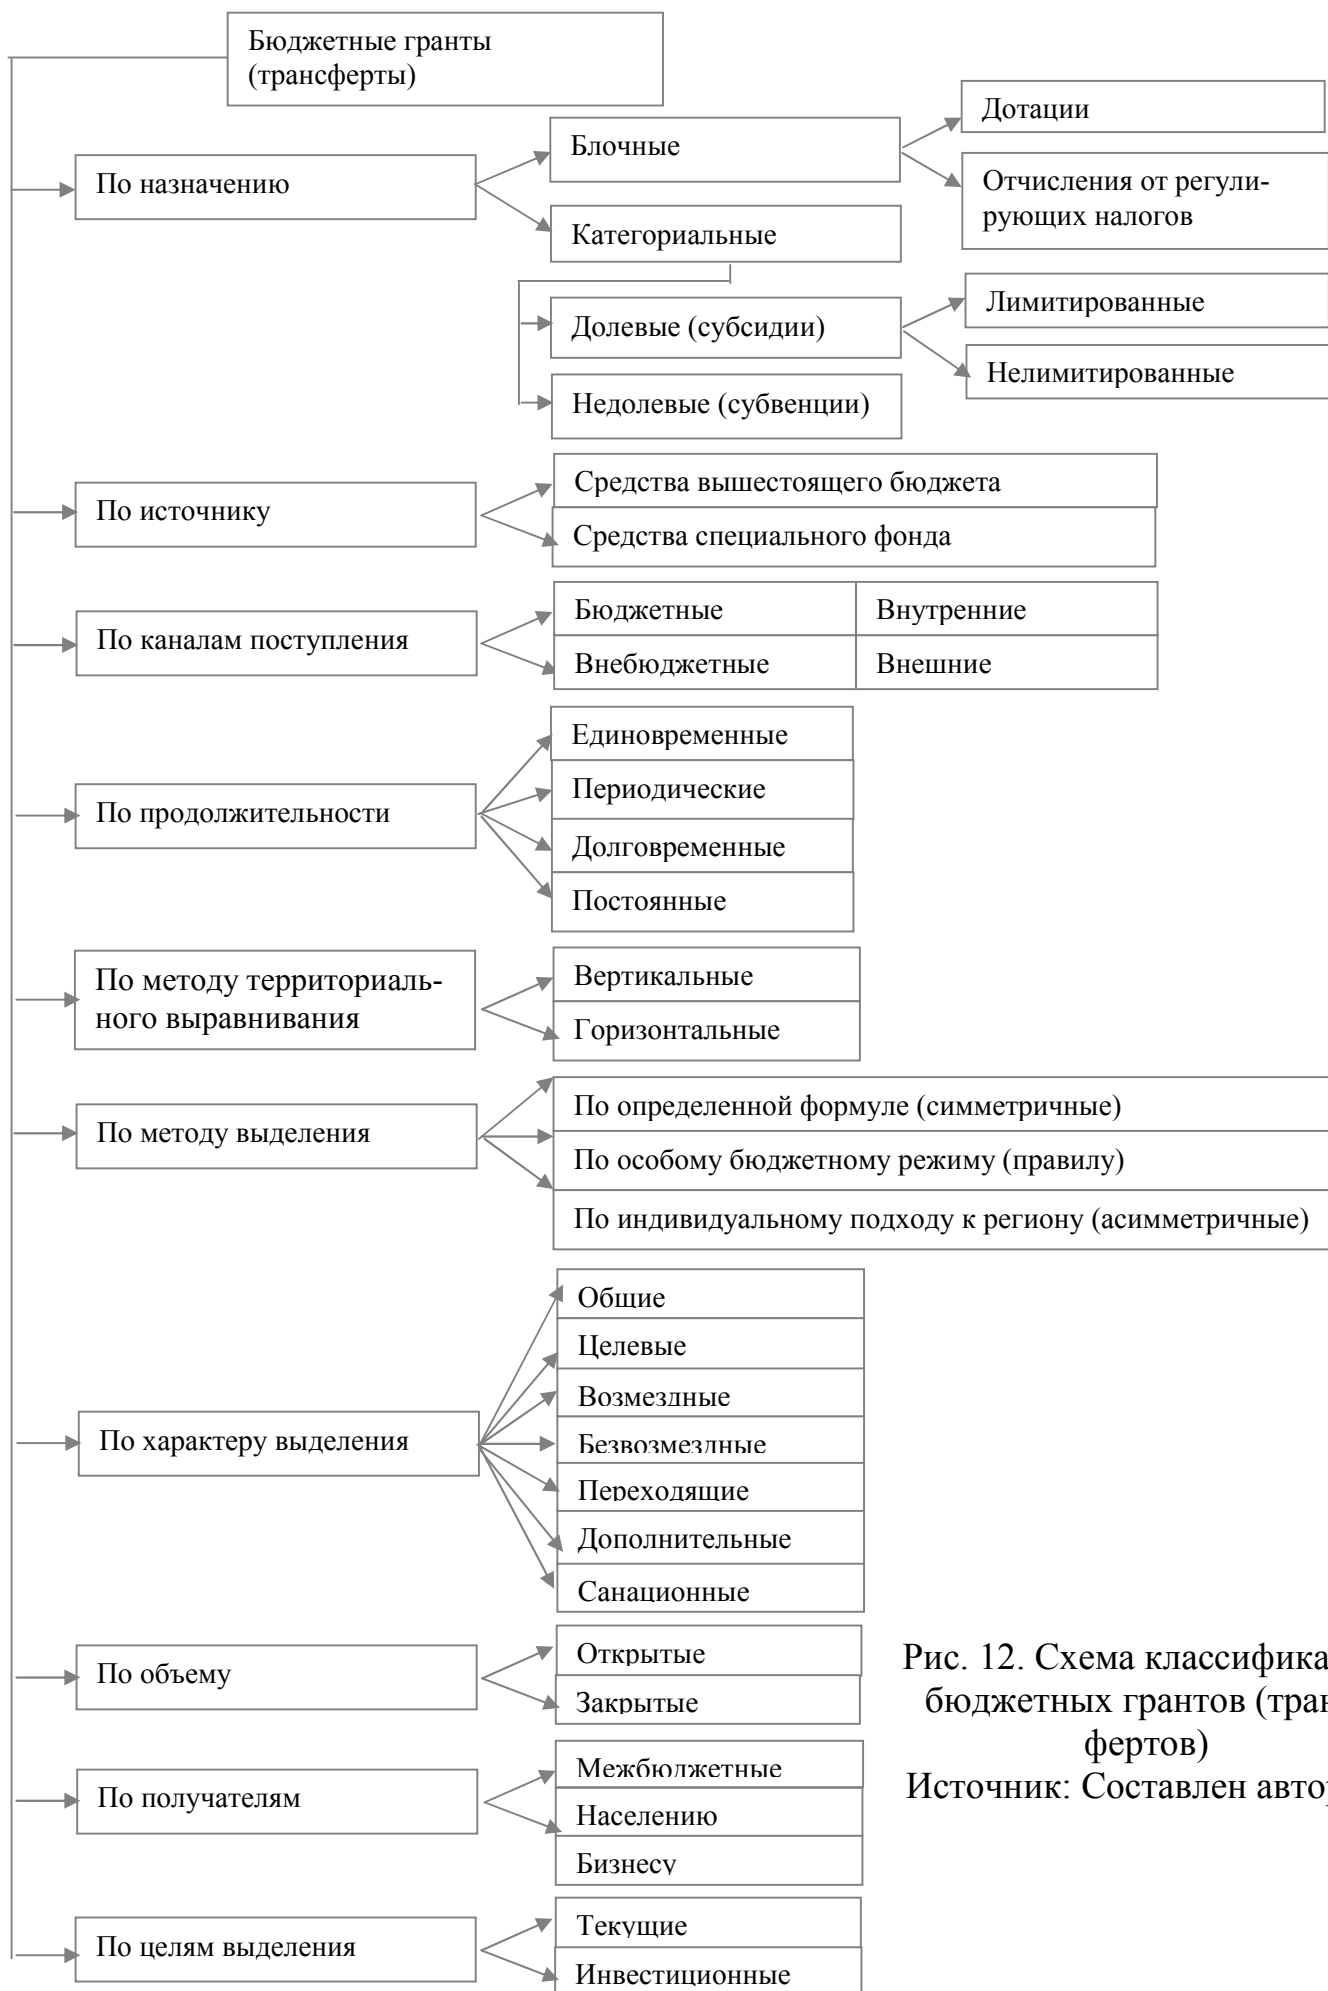 Бюджетные гранты
(трансферты)
Дотации
Блочные
По назначению
Отчисления от регули-
рующих налогов
Категориальные
Лимитированные
Долевые (субсидии)
Нелимитированные
Недолевые (субвенции)
Средства вышестоящего бюджета
По источнику
Средства специального фонда
Бюджетные Внутренние
По каналам поступления
Внебюджетные Внешние
Единовременные
Периодические
По продолжительности
Долговременные
Постоянные
По методу территориаль-
ного выравнивания
Вертикальные
Горизонтальные
По определенной формуле (симметричные)
По методу выделения
По особому бюджетному режиму (правилу)
По индивидуальному подходу к региону (асимметричные)
Общие
Целевые
Возмездные
По характеру выделения
Безвозмездные
Переходящие
Дополнительные
Санационные
Открытые
По объему
Закрытые
Рис. 12. Схема классифика
бюджетных грантов (тран
фертов)
Источник: Составлен автор
Межбюджетные
По получателям
Населению
Бизнесу
Текущие
По целям выделения
Инвестиционные